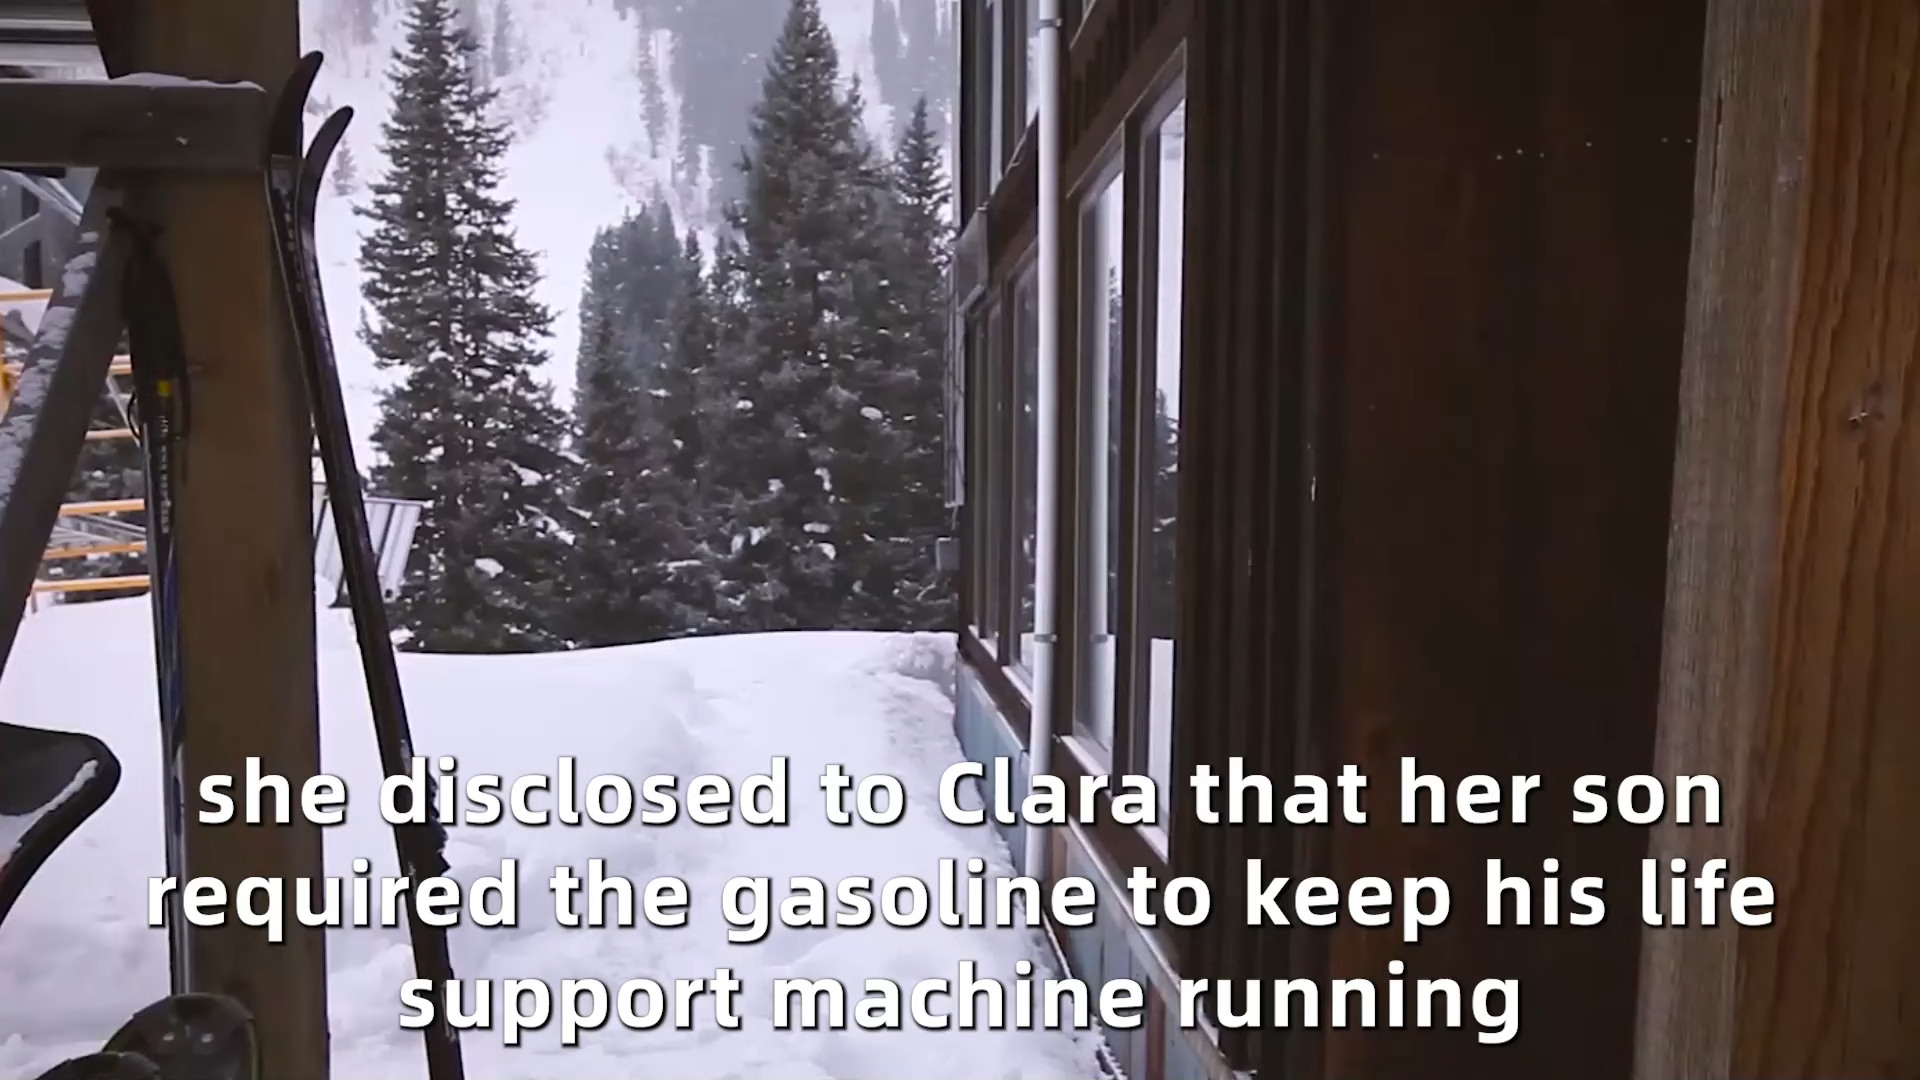 she disclosed to Clara that her son
required the gasoline to keep his life
support machine running